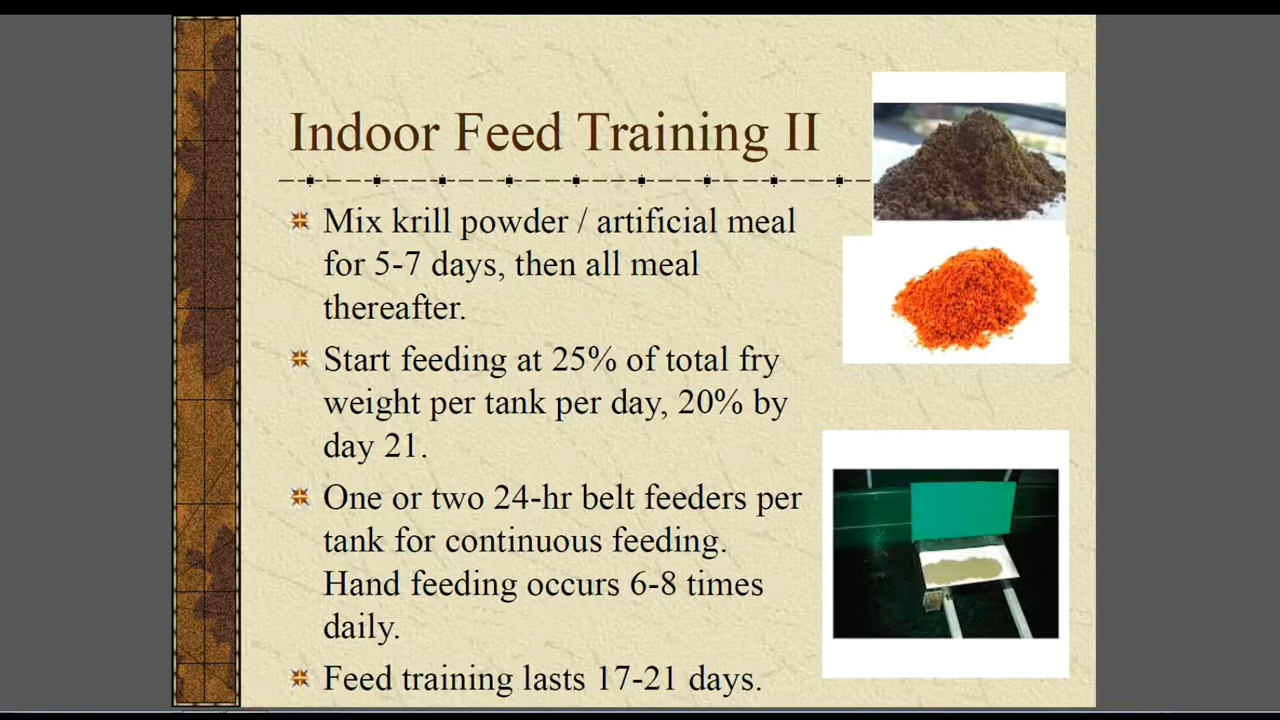 Indoor Feed Training II
Mix krill powder / artificial meal
for 5-7 days, then all meal
thereafter.
Start feeding at 25% of total fry
weight per tank per day, 20% by
day 21.
One or two 24-hr belt feeders per
tank for continuous feeding.
Hand feeding occurs 6-8 times
daily.
Feed training lasts 17-21 days.